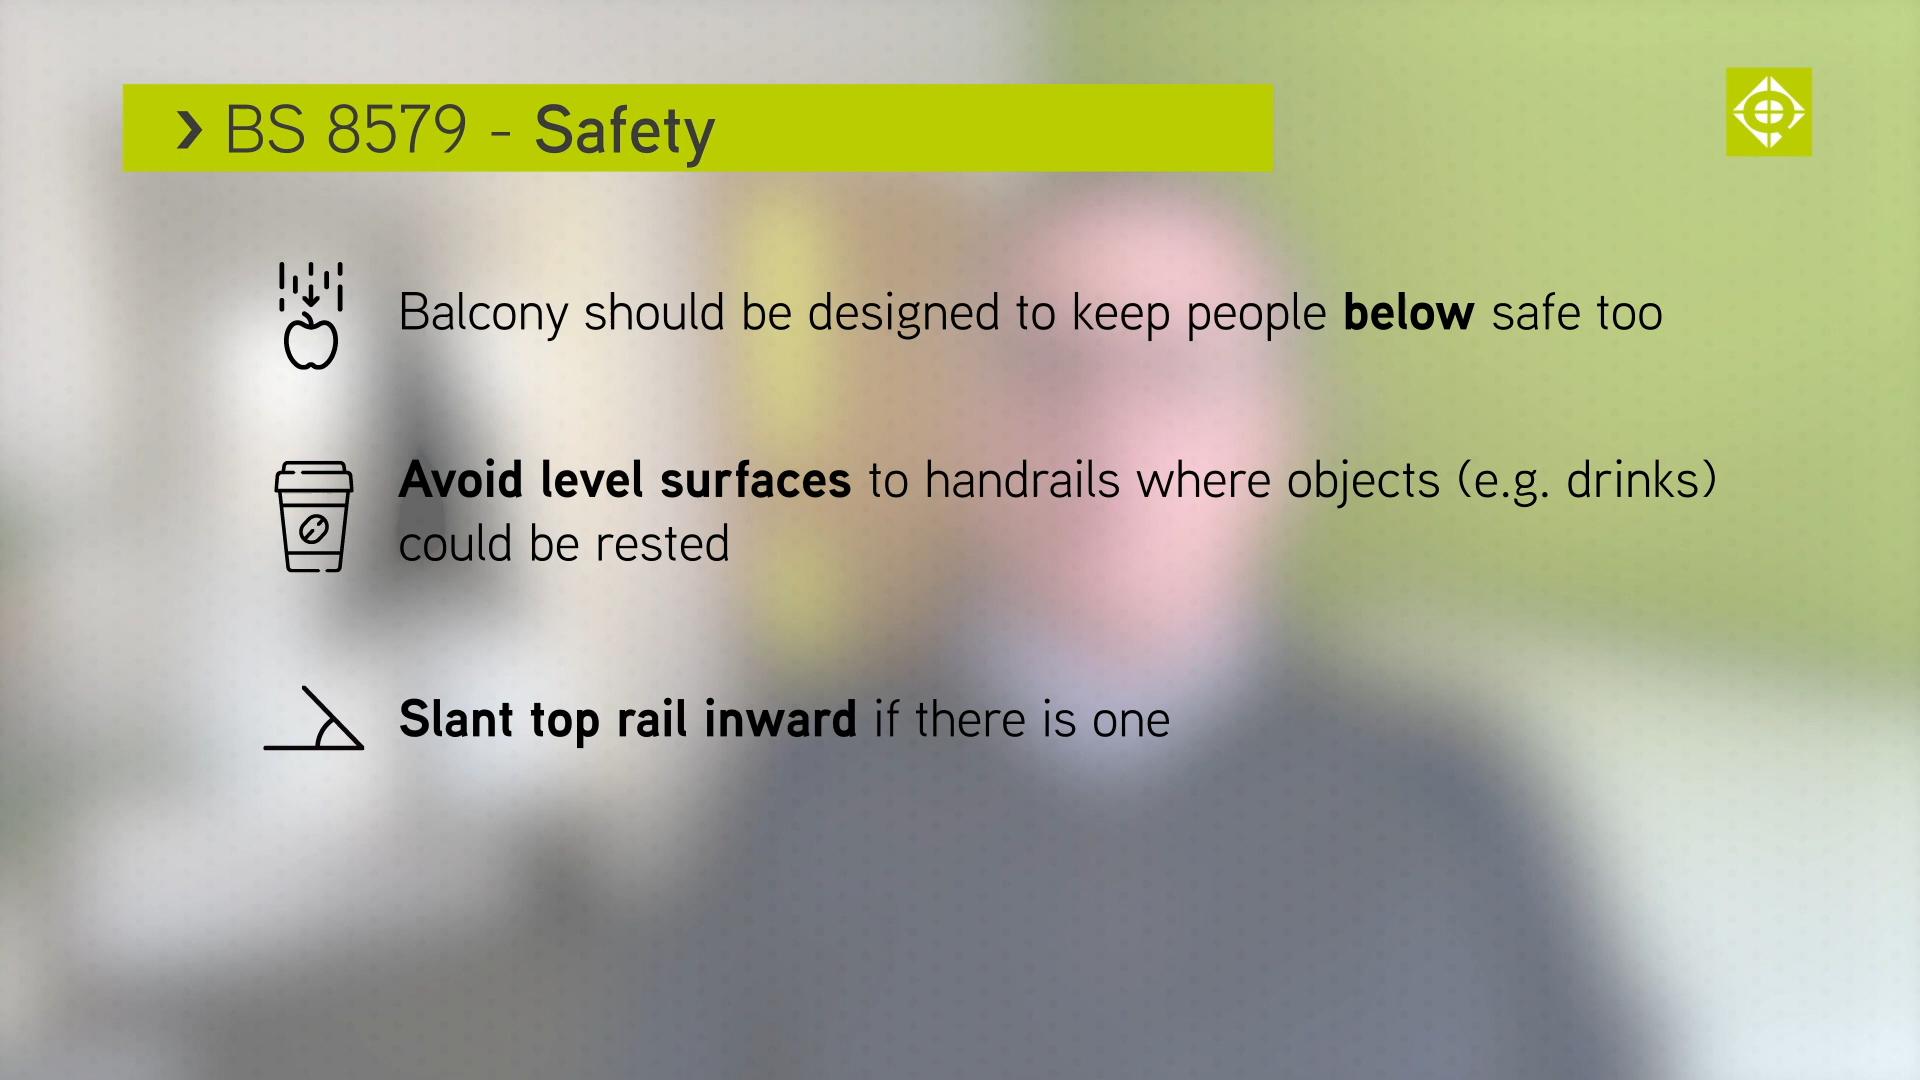 BS 8579 - Safety
Balcony should be designed to keep people below safe too
Avoid level surfaces to handrails where objects (e.g. drinks)
could be rested
Slant top rail inward if there is one